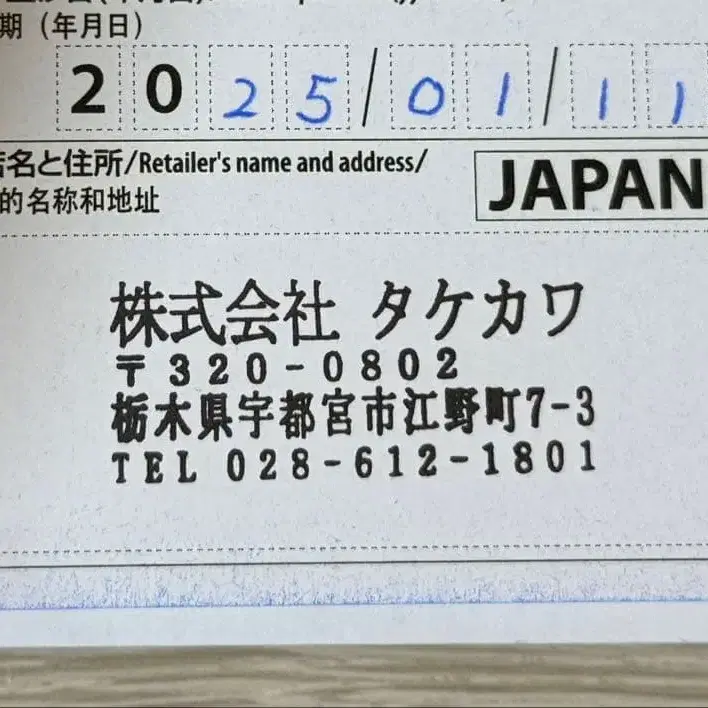 期（年月日）
2025/01/11
名と住所/Retailer's name and address/
的名称和地址
JAPAN
株式会社 タケカワ
〒320-0802
栃木県宇都宮市江野町7-3
TEL 028-612-1801